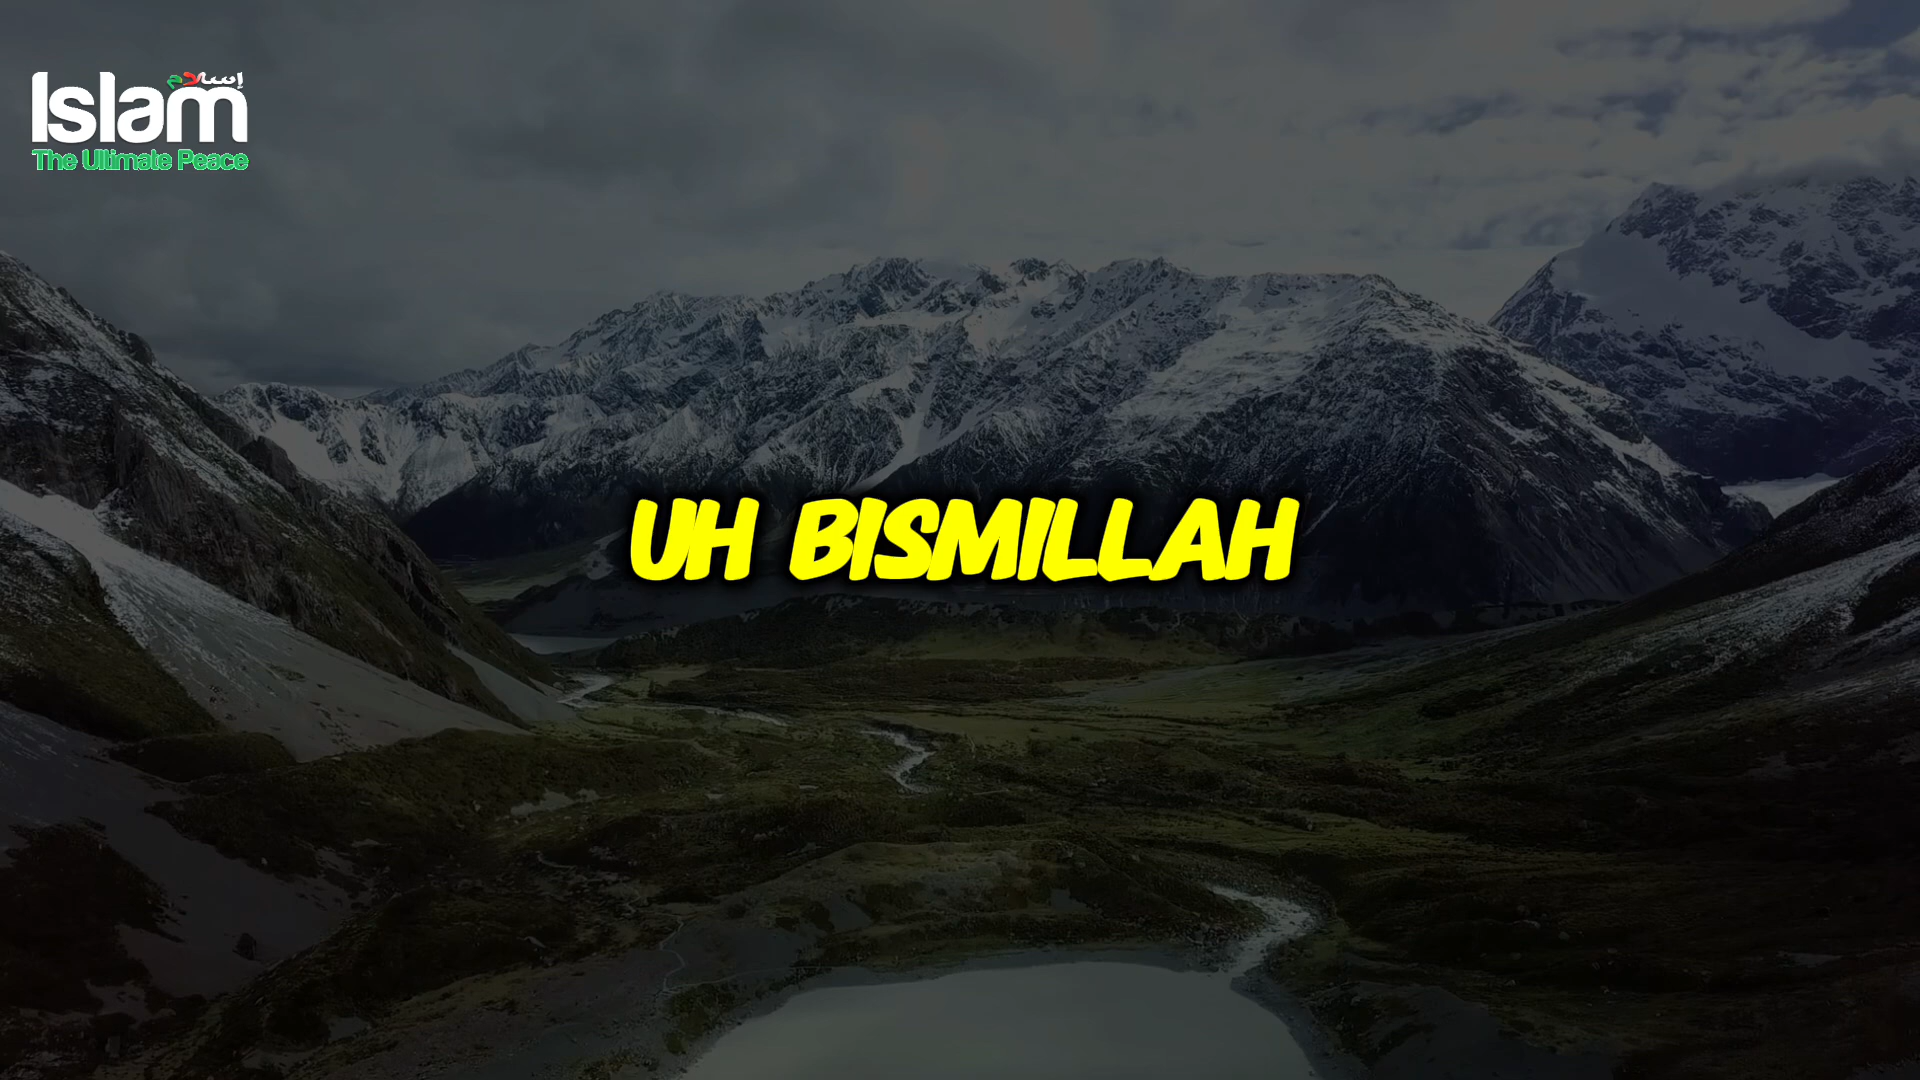 إسلام
Islam
The Ultimate Peace
UH BISMILLAH